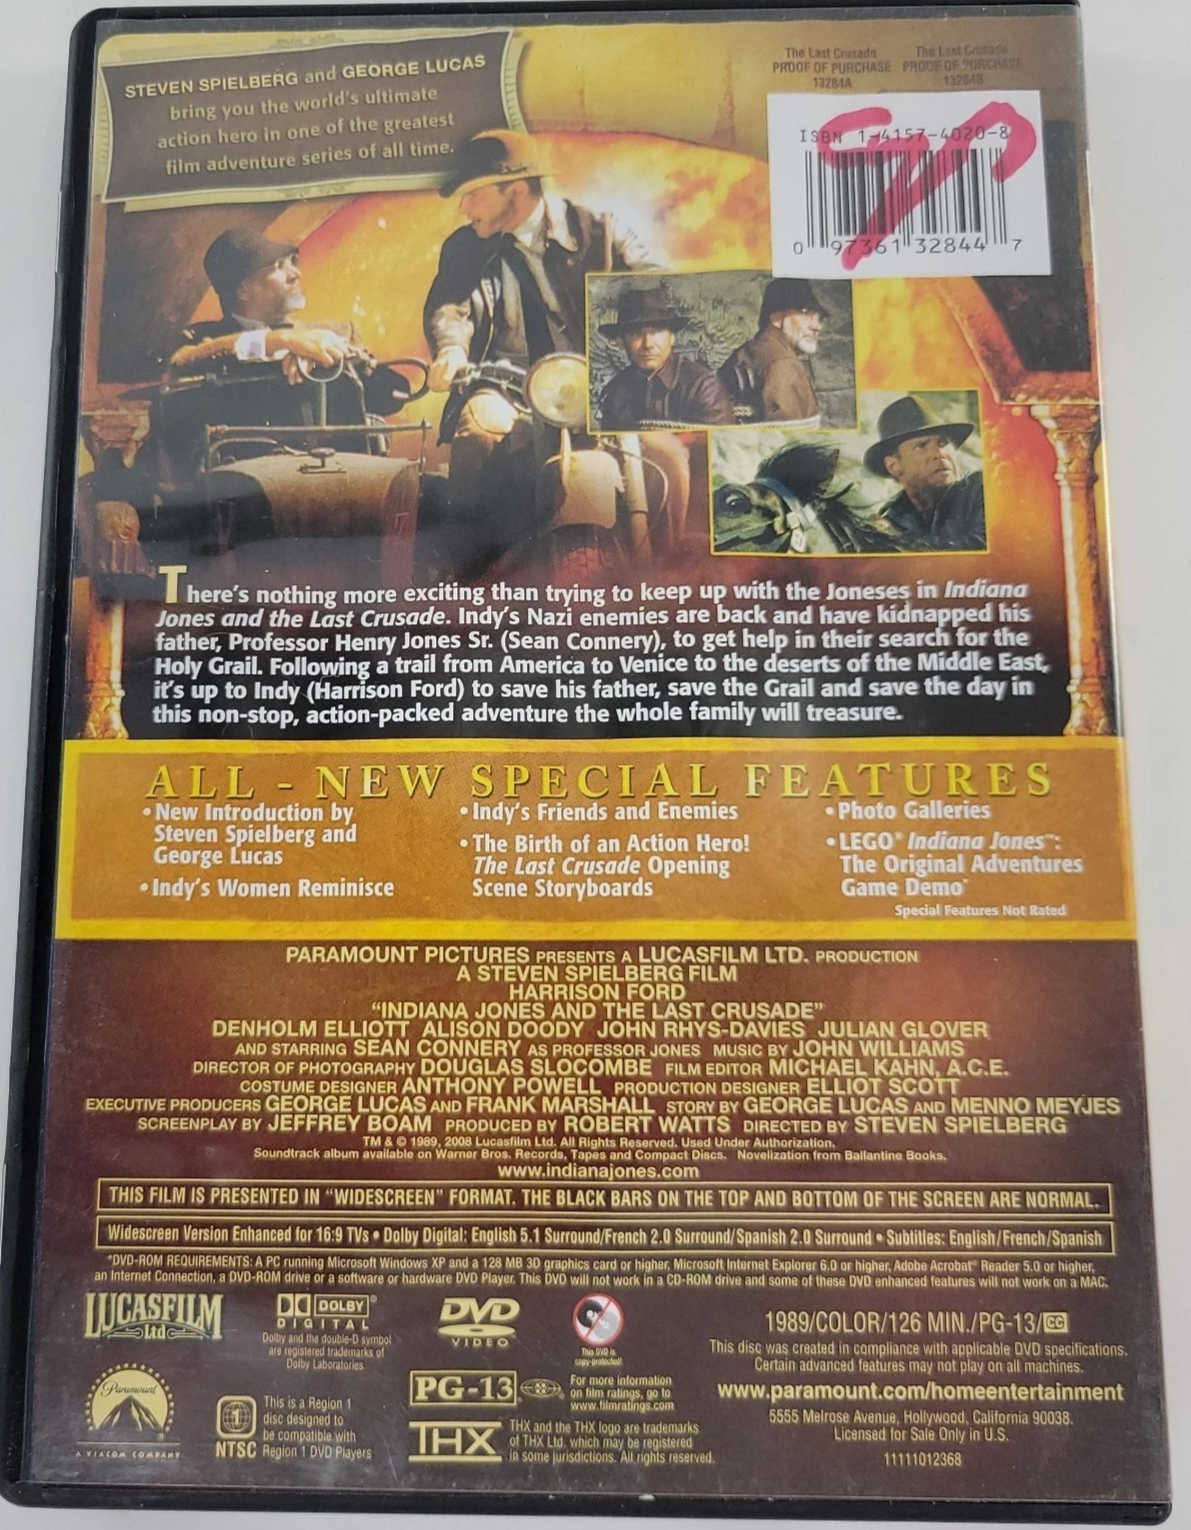 STEVEN SPIELBERG and GEORGE LUCAS
bring you the world's ultimate
action hero in one of the greatest
film adventure series of all time.
The Last Crusade
PROOF OF PURCHASE
13284A
The Last Crusade
PROOF OF PURCHASE
13284B
ISBN 1-4157-4020-8
0 97361 32844 7
There's nothing more exciting than trying to keep up with the Joneses in Indiana
Jones and the Last Crusade. Indy's Nazi enemies are back and have kidnapped his
father, Professor Henry Jones Sr. (Sean Connery), to get help in their search for the
Holy Grail. Following a trail from America to Venice to the deserts of the Middle East,
it's up to Indy (Harrison Ford) to save his father, save the Grail and save the day in
this non-stop, action-packed adventure the whole family will treasure.
ALL - NEW SPECIAL FEATURES
•New Introduction by
Steven Spielberg and
George Lucas
•Indy's Women Reminisce
•Indy's Friends and Enemies
•The Birth of an Action Hero!
The Last Crusade Opening
Scene Storyboards
•Photo Galleries
•LEGO® Indiana Jones™:
The Original Adventures
Game Demo*
Special Features Not Rated
PARAMOUNT PICTURES PRESENTS A LUCASFILM LTD. PRODUCTION
A STEVEN SPIELBERG FILM
HARRISON FORD
"INDIANA JONES AND THE LAST CRUSADE"
DENHOLM ELLIOTT ALISON DOODY JOHN RHYS-DAVIES JULIAN GLOVER
AND STARRING SEAN CONNERY AS PROFESSOR JONES MUSIC BY JOHN WILLIAMS
DIRECTOR OF PHOTOGRAPHY DOUGLAS SLOCOMBE FILM EDITOR MICHAEL KAHN, A.C.E.
COSTUME DESIGNER ANTHONY POWELL PRODUCTION DESIGNER ELLIOT SCOTT
EXECUTIVE PRODUCERS GEORGE LUCAS AND FRANK MARSHALL STORY BY GEORGE LUCAS AND MENNO MEYJES
SCREENPLAY BY JEFFREY BOAM PRODUCED BY ROBERT WATTS DIRECTED BY STEVEN SPIELBERG
TM & © 1989, 2008 Lucasfilm Ltd. All Rights Reserved. Used Under Authorization.
Soundtrack album available on Warner Bros. Records, Tapes and Compact Discs. Novelization from Ballantine Books.
www.indianajones.com
THIS FILM IS PRESENTED IN "WIDESCREEN" FORMAT. THE BLACK BARS ON THE TOP AND BOTTOM OF THE SCREEN ARE NORMAL.
Widescreen Version Enhanced for 16:9 TVs • Dolby Digital: English 5.1 Surround/French 2.0 Surround/Spanish 2.0 Surround • Subtitles: English/French/Spanish
*DVD-ROM REQUIREMENTS: A PC running Microsoft Windows XP and a 128 MB 3D graphics card or higher, Microsoft Internet Explorer 6.0 or higher, Adobe Acrobat® Reader 5.0 or higher,
an Internet Connection, a DVD-ROM drive or a software or hardware DVD Player. This DVD will not work in a CD-ROM drive and some of these DVD enhanced features will not work on a MAC.
LUCASFILM
Ltd
DOLBY®
DIGITAL
Dolby and the double-D symbol
are registered trademarks of
Dolby Laboratories.
DVD
VIDEO
This DVD is
copy-protected!
1989/COLOR/126 MIN./PG-13/CC
This disc was created in compliance with applicable DVD specifications.
Certain advanced features may not play on all machines.
www.paramount.com/homeentertainment
5555 Melrose Avenue, Hollywood, California 90038.
Licensed for Sale Only in U.S.
11111012368
Paramount
A VIACOM COMPANY
1
NTSC
This is a Region 1
disc designed to
be compatible with
Region 1 DVD Players
PG-13
For more information
on film ratings, go to
www.filmratings.com
THX
THX and the THX logo are trademarks
of THX Ltd. which may be registered
in some jurisdictions. All rights reserved.